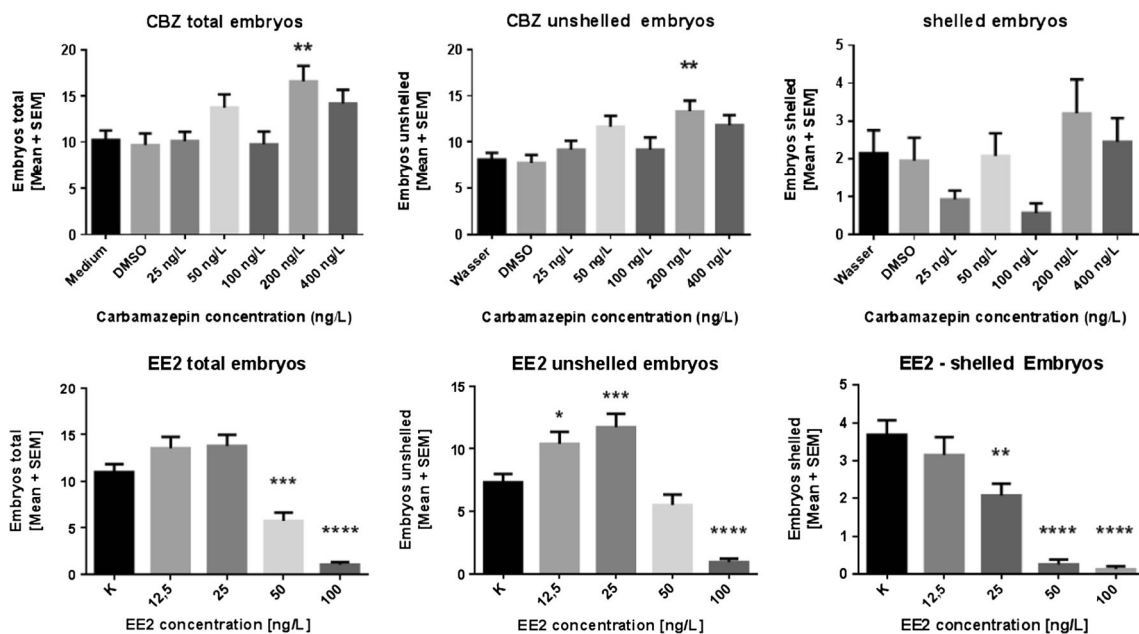 CBZ total embryos
Embryos total
[Mean + SEM]
20
15
10
5
0
**
Medium
DMSO
25 ng/L
50 ng/L
100 ng/L
200 ng/L
400 ng/L
Carbamazepin concentration (ng/L)
CBZ unshelled embryos
Embryos unshelled
[Mean + SEM]
20
15
10
5
0
**
Wasser
DMSO
25 ng/L
50 ng/L
100 ng/L
200 ng/L
400 ng/L
Carbamazepin concentration (ng/L)
shelled embryos
Embryos shelled
[Mean + SEM]
5
4
3
2
1
0
Wasser
DMSO
25 ng/L
50 ng/L
100 ng/L
200 ng/L
400 ng/L
Carbamazepin concentration (ng/L)
EE2 total embryos
Embryos total
[Mean + SEM]
20
15
10
5
0
***
****
K
12,5
25
50
100
EE2 concentration [ng/L]
EE2 unshelled embryos
Embryos unshelled
[Mean + SEM]
15
10
5
0
*
***
****
K
12,5
25
50
100
EE2 concentration [ng/L]
EE2 - shelled Embryos
Embryos shelled
[Mean + SEM]
5
4
3
2
1
0
**
****
****
K
12,5
25
50
100
EE2 concentration [ng/L]